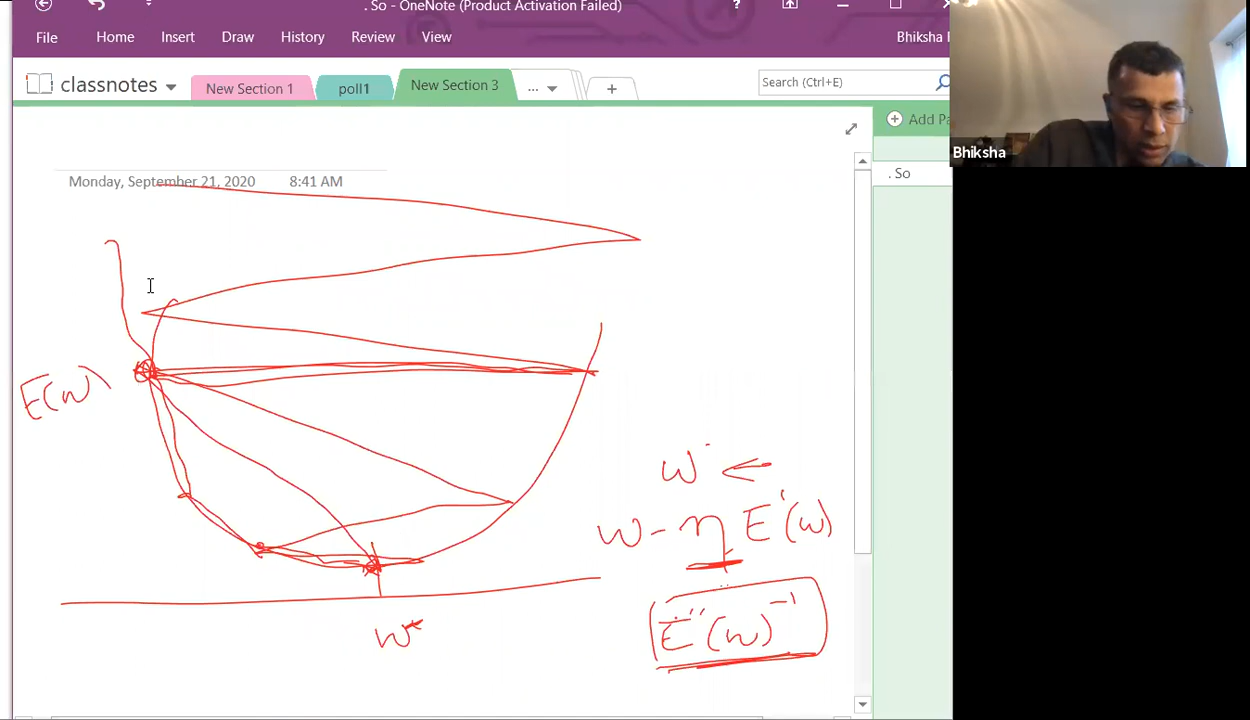 . So - OneNote (Product Activation Failed)
?
File Home Insert Draw History Review View
Bhiksha
classnotes New Section 1 poll1 New Section 3 ... +
Search (Ctrl+E)
Add Pa
Bhiksha
. So
Monday, September 21, 2020 8:41 AM
E(w)
w ←
w - η E'(w)
E''(w)⁻¹
w*